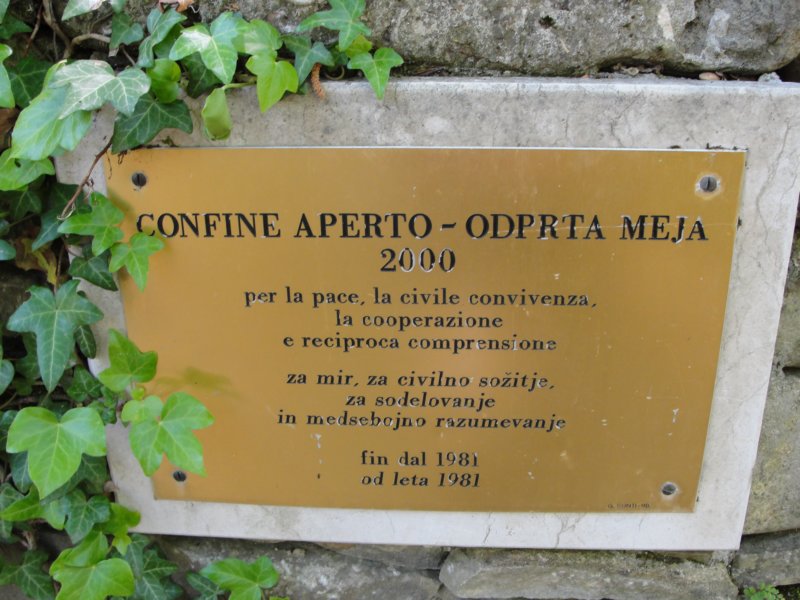 CONFINE APERTO - ODPRTA MEJA
2000
per la pace, la civile convivenza,
la cooperazione
e reciproca comprensione
za mir, za civilno sožitje,
za sodelovanje
in medsebojno razumevanje
fin dal 1981
od leta 1981